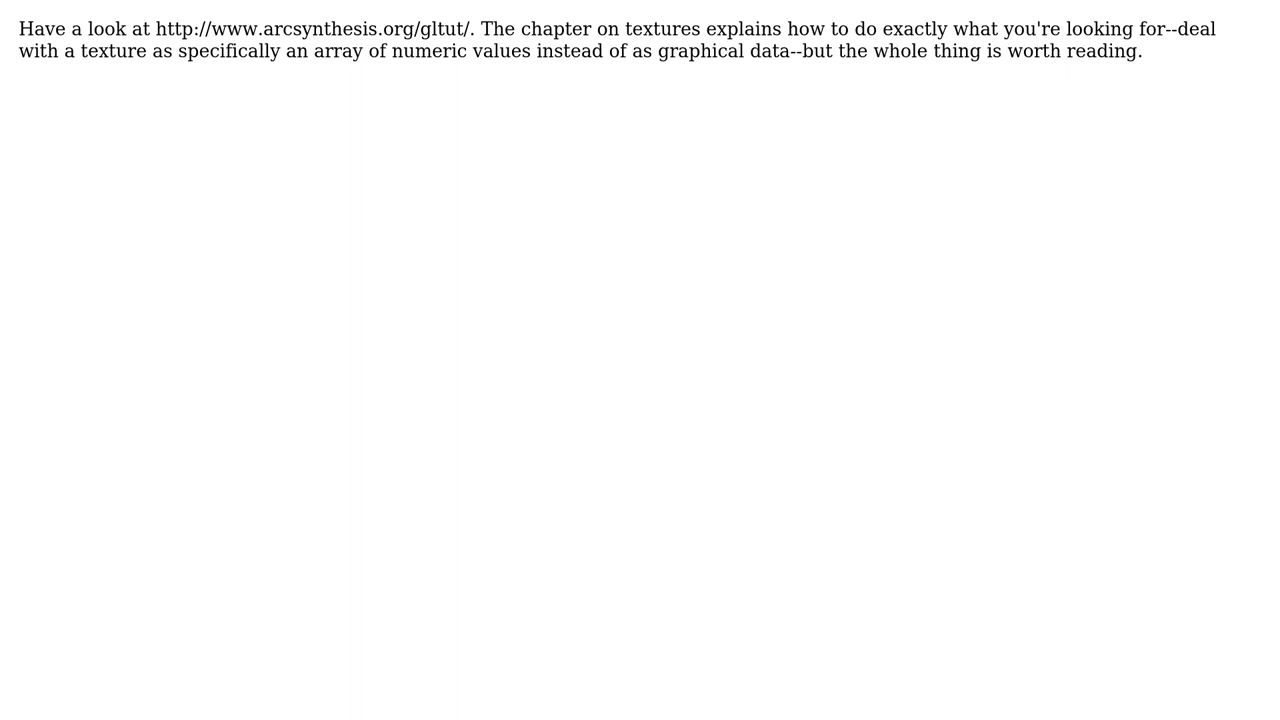 Have a look at http://www.arcsynthesis.org/gltut/. The chapter on textures explains how to do exactly what you're looking for--deal
with a texture as specifically an array of numeric values instead of as graphical data--but the whole thing is worth reading.